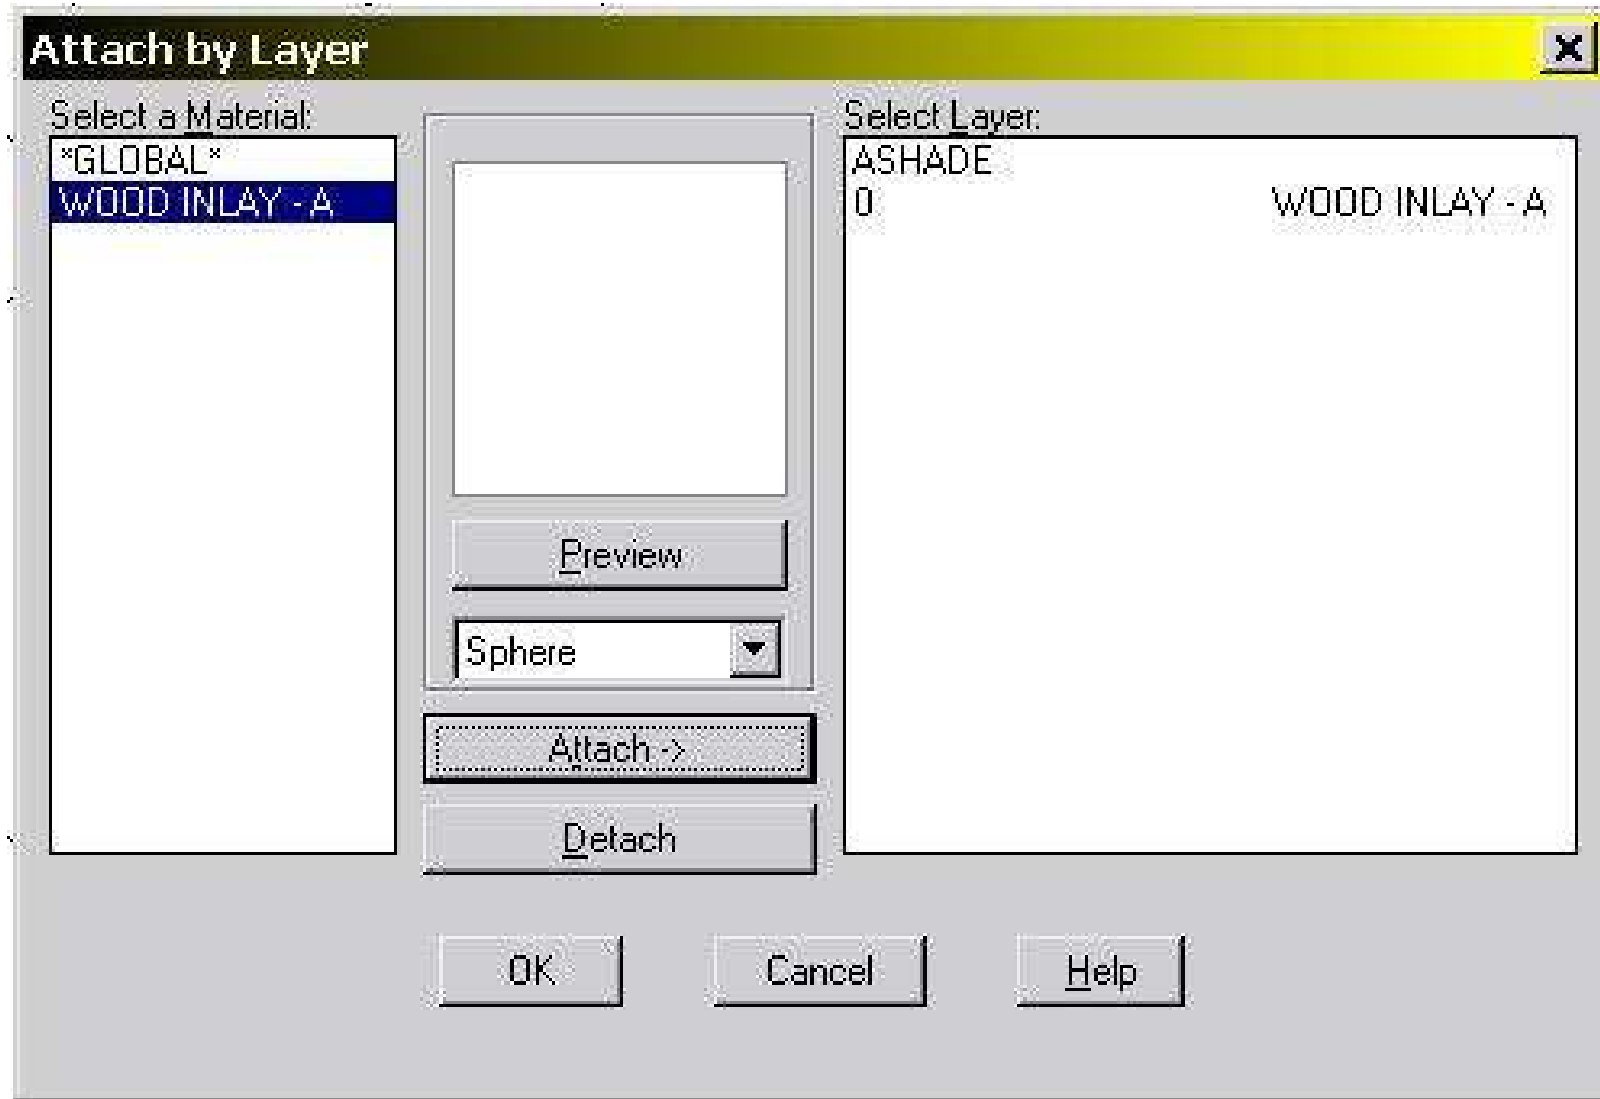 Attach by Layer
Select a Material:
*GLOBAL*
WOOD INLAY - A
Preview
Sphere
Attach ->
Detach
Select Layer:
ASHADE
0 WOOD INLAY - A
OK Cancel Help